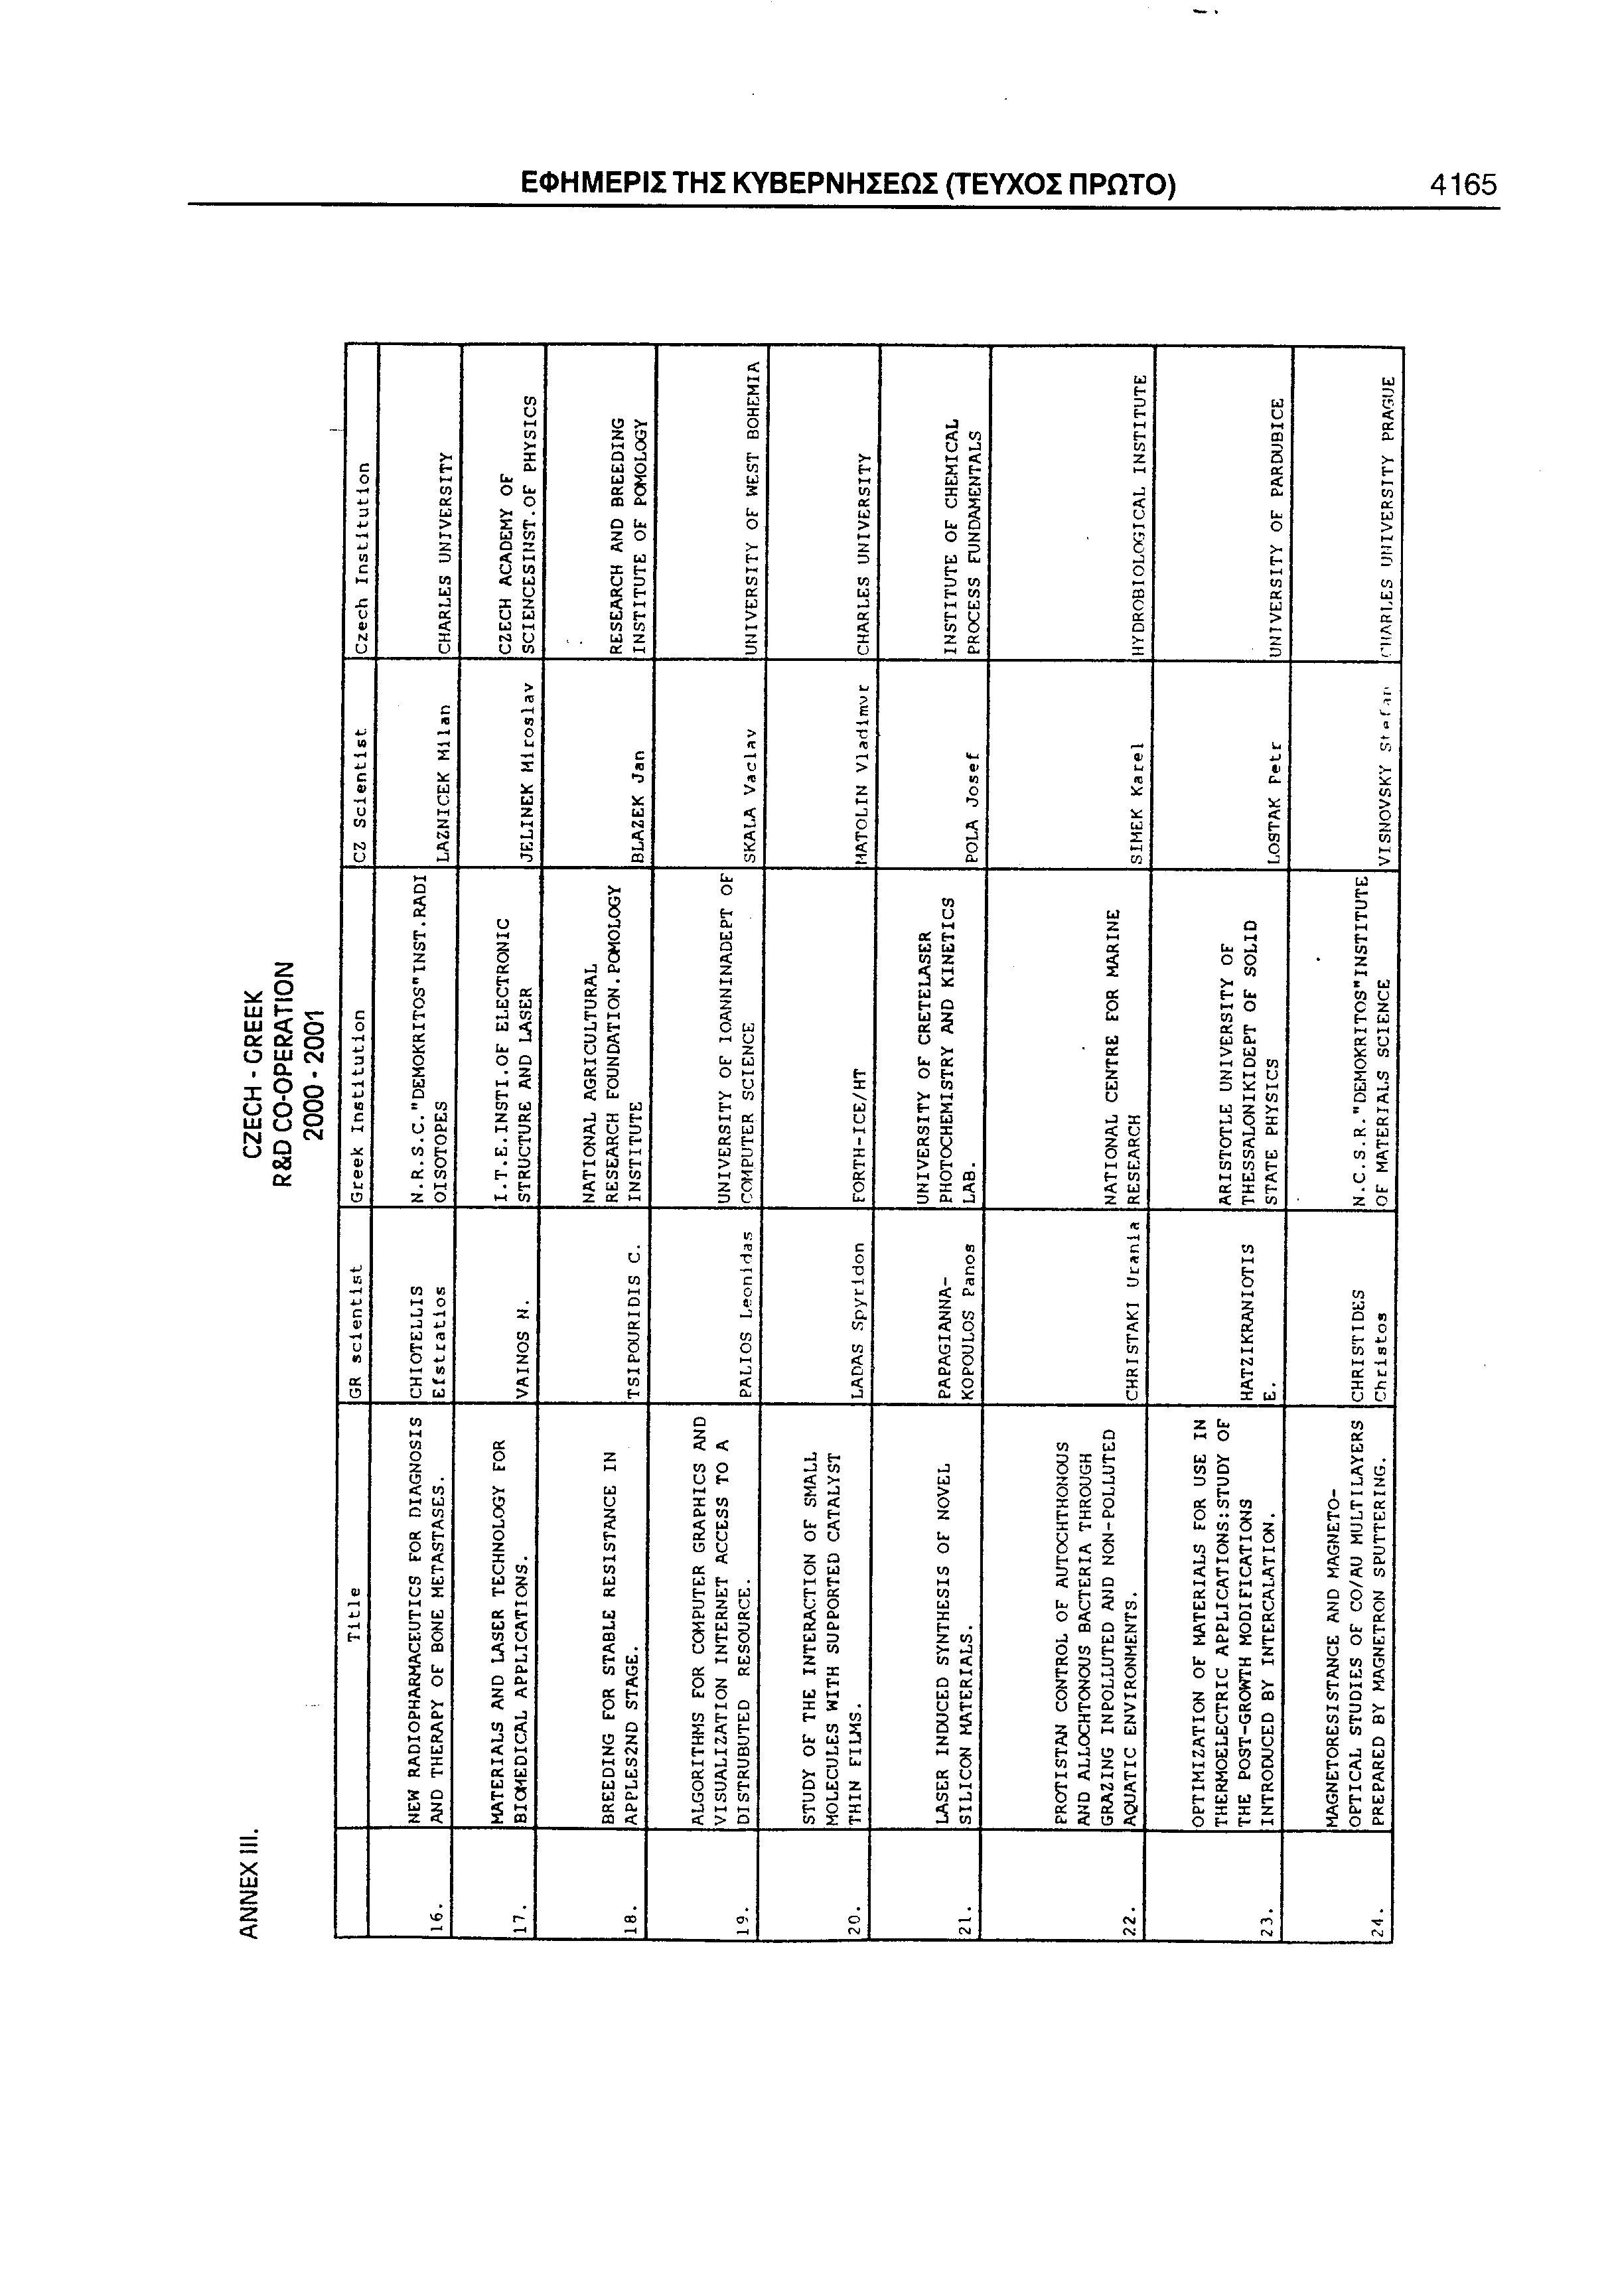 ΕΦΗΜΕΡΙΣ ΤΗΣ ΚΥΒΕΡΝΗΣΕΩΣ (ΤΕΥΧΟΣ ΠΡΩΤΟ)
4165
ANNEX III.
CZECH - GREEK
R&D CO-OPERATION
2000 - 2001
Title
GR scientist
Greek Institution
CZ Scientist
Czech Institution
16.
NEW RADIOPHARMACEUTICS FOR DIAGNOSIS
AND THERAPY OF BONE METASTASES.
CHIOTELLIS
Efstratios
N.R.S.C."DEMOKRITOS"INST.RADI
OISOTOPES
LAZNICEK Milan
CHARLES UNIVERSITY
17.
MATERIALS AND LASER TECHNOLOGY FOR
BIOMEDICAL APPLICATIONS.
VAINOS N.
I.T.E.INSTI.OF ELECTRONIC
STRUCTURE AND LASER
JELINEK Miroslav
CZECH ACADEMY OF
SCIENCESINST.OF PHYSICS
18.
BREEDING FOR STABLE RESISTANCE IN
APPLES2ND STAGE.
TSIPOURIDIS C.
NATIONAL AGRICULTURAL
RESEARCH FOUNDATION.POMOLOGY
INSTITUTE
BLAZEK Jan
RESEARCH AND BREEDING
INSTITUTE OF POMOLOGY
19.
ALGORITHMS FOR COMPUTER GRAPHICS AND
VISUALIZATION INTERNET ACCESS TO A
DISTRUBUTED RESOURCE.
PALIOS Leonidas
UNIVERSITY OF IOANNINADEPT OF
COMPUTER SCIENCE
SKALA Vaclav
UNIVERSITY OF WEST BOHEMIA
20.
STUDY OF THE INTERACTION OF SMALL
MOLECULES WITH SUPPORTED CATALYST
THIN FILMS.
LADAS Spyridon
FORTH-ICE/HT
MATOLIN Vladimyr
CHARLES UNIVERSITY
21.
LASER INDUCED SYNTHESIS OF NOVEL
SILICON MATERIALS.
PAPAGIANNA-
KOPOULOS Panos
UNIVERSITY OF CRETELASER
PHOTOCHEMISTRY AND KINETICS
LAB.
POLA Josef
INSTITUTE OF CHEMICAL
PROCESS FUNDAMENTALS
22.
PROTISTAN CONTROL OF AUTOCHTHONOUS
AND ALLOCHTONOUS BACTERIA THROUGH
GRAZING INPOLLUTED AND NON-POLLUTED
AQUATIC ENVIRONMENTS.
CHRISTAKI Urania
NATIONAL CENTRE FOR MARINE
RESEARCH
SIMEK Karel
HYDROBIOLOGICAL INSTITUTE
23.
OPTIMIZATION OF MATERIALS FOR USE IN
THERMOELECTRIC APPLICATIONS:STUDY OF
THE POST-GROWTH MODIFICATIONS
INTRODUCED BY INTERCALATION.
HATZIKRANIOTIS
E.
ARISTOTLE UNIVERSITY OF
THESSALONIKIDEPT OF SOLID
STATE PHYSICS
LOSTAK Petr
UNIVERSITY OF PARDUBICE
24.
MAGNETORESISTANCE AND MAGNETO-
OPTICAL STUDIES OF CO/AU MULTILAYERS
PREPARED BY MAGNETRON SPUTTERING.
CHRISTIDES
Christos
N.C.S.R."DEMOKRITOS"INSTITUTE
OF MATERIALS SCIENCE
VISNOVSKY Stefan
CHARLES UNIVERSITY PRAGUE